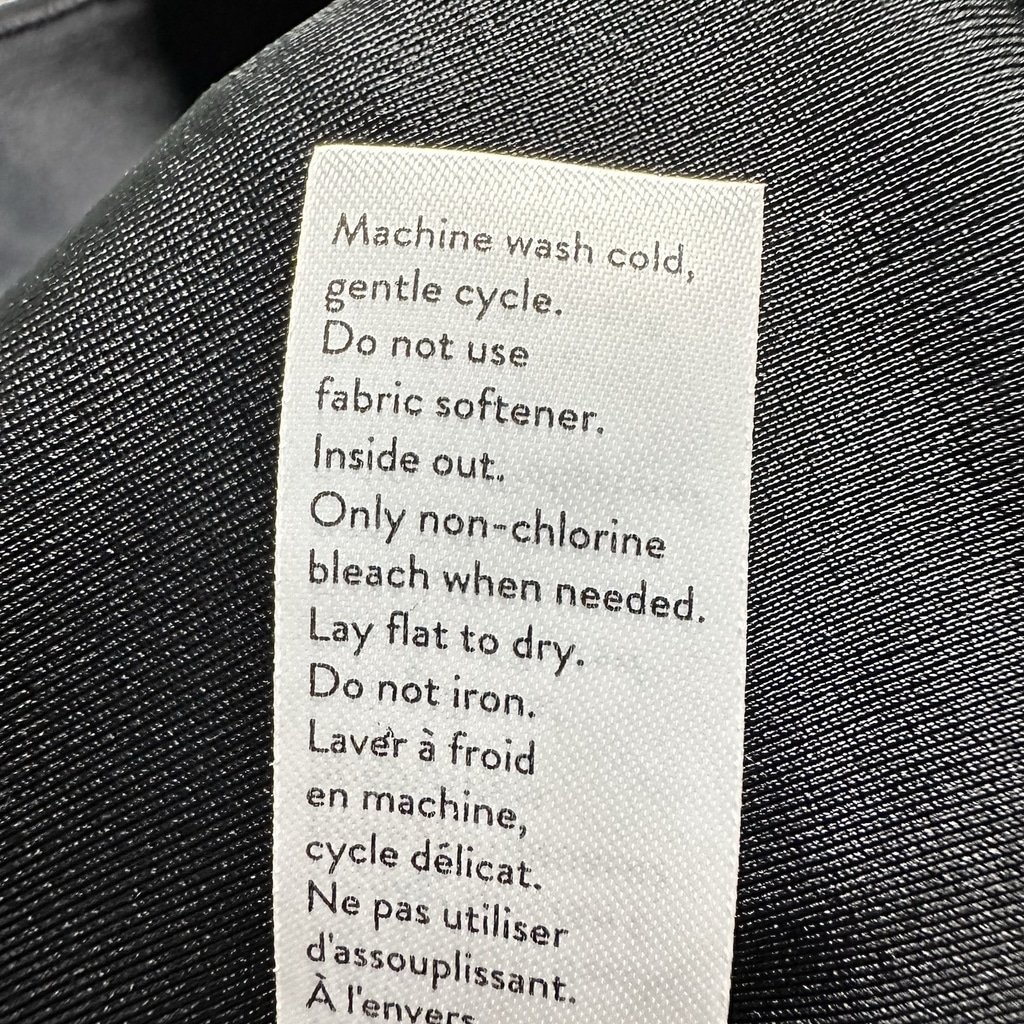 Machine wash cold,
gentle cycle.
Do not use
fabric softener.
Inside out.
Only non-chlorine
bleach when needed.
Lay flat to dry.
Do not iron.
Laver à froid
en machine,
cycle délicat.
Ne pas utiliser
d'assouplissant.
À l'envers